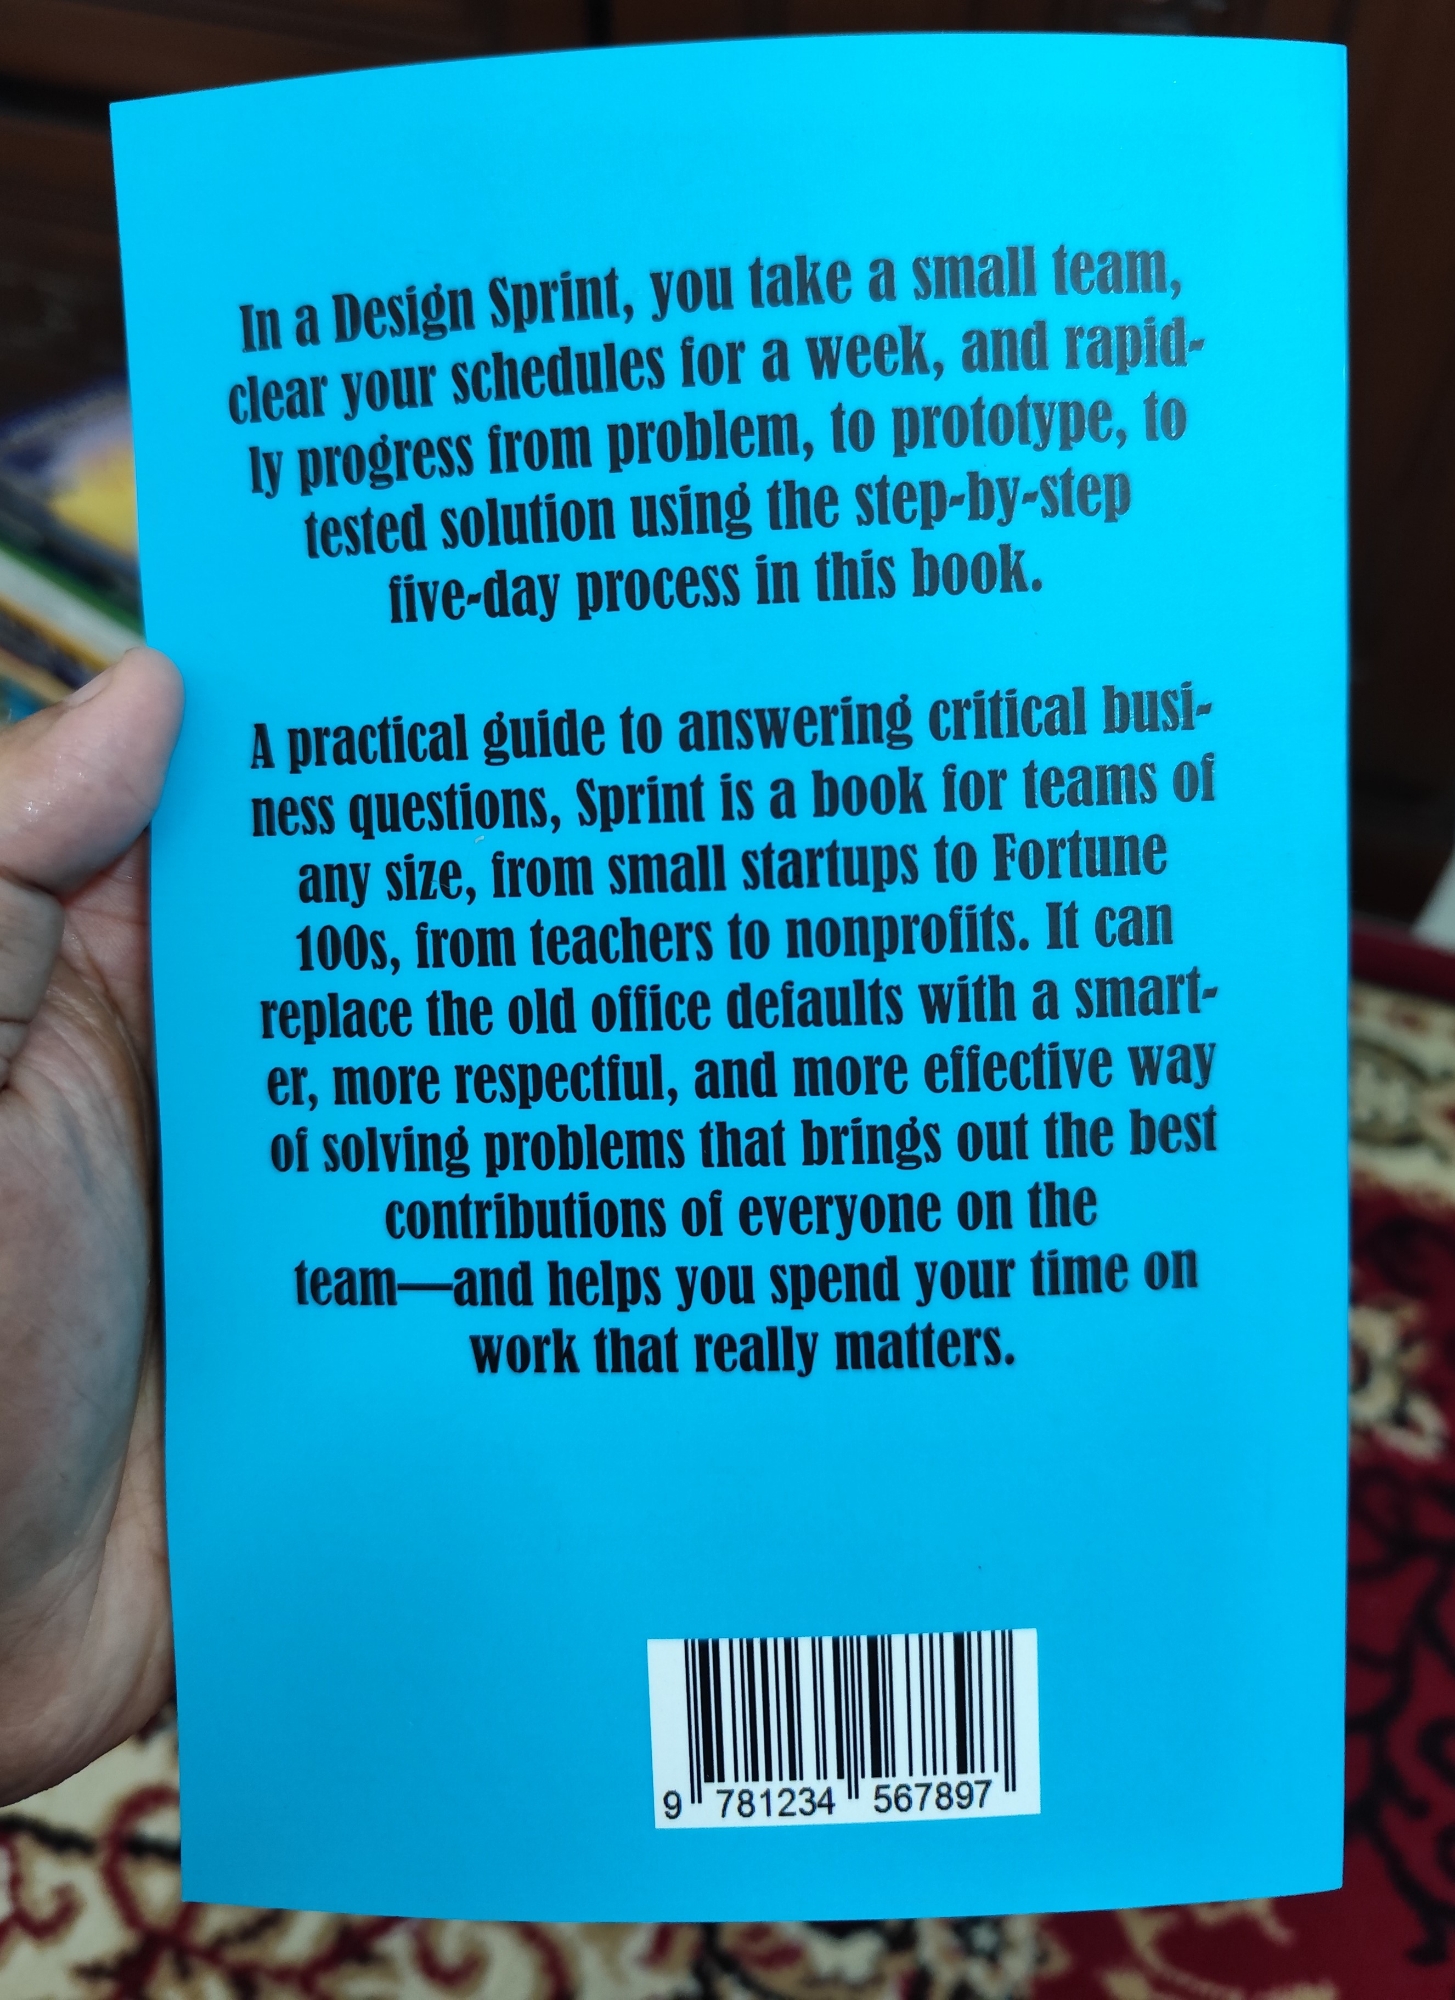 In a Design Sprint, you take a small team,
clear your schedules for a week, and rapid-
ly progress from problem, to prototype, to
tested solution using the step-by-step
five-day process in this book.
A practical guide to answering critical busi-
ness questions, Sprint is a book for teams of
any size, from small startups to Fortune
100s, from teachers to nonprofits. It can
replace the old office defaults with a smart-
er, more respectful, and more effective way
of solving problems that brings out the best
contributions of everyone on the
team—and helps you spend your time on
work that really matters.
9 781234 567897